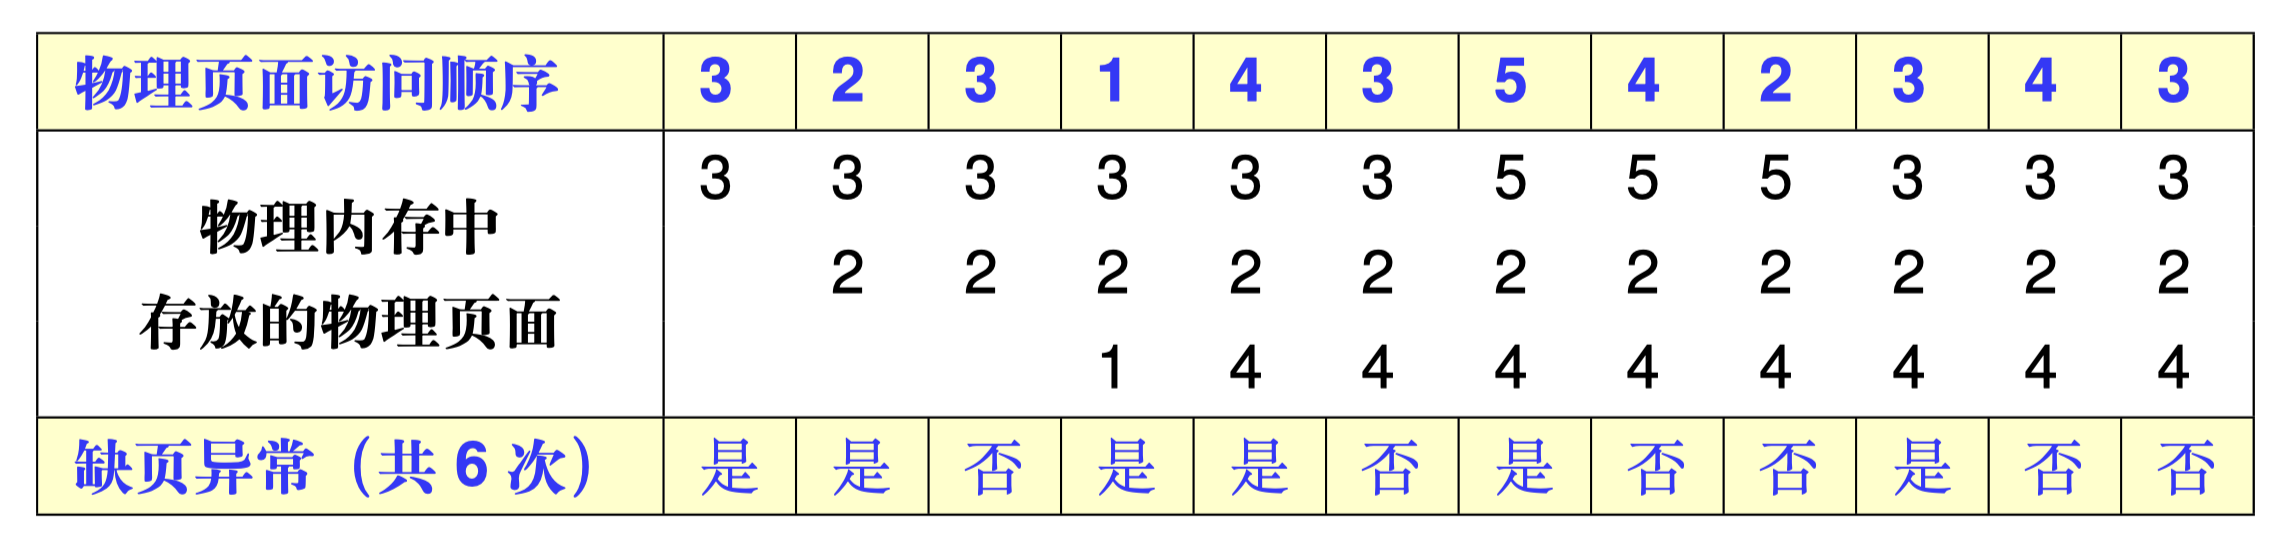 物理页面访问顺序 3 2 3 1 4 3 5 4 2 3 4 3
3 3 3 3 3 3 5 5 5 3 3 3
物理内存中
2 2 2 2 2 2 2 2 2 2 2
存放的物理页面
1 4 4 4 4 4 4 4 4
缺页异常（共 6 次） 是 是 否 是 是 否 是 否 否 是 否 否